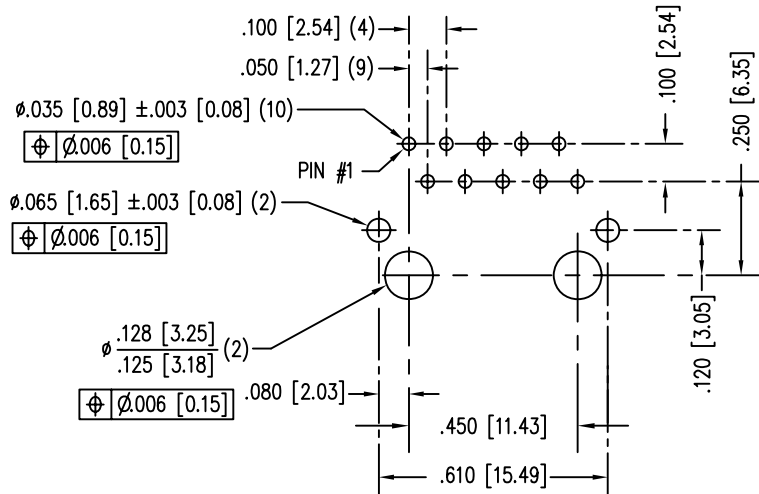 .100 [2.54] (4)
.050 [1.27] (9)
⌀.035 [0.89] ±.003 [0.08] (10)
⌖ ⌀.006 [0.15]
PIN #1
⌀.065 [1.65] ±.003 [0.08] (2)
⌖ ⌀.006 [0.15]
⌀ .128 [3.25]
.125 [3.18] (2)
⌖ ⌀.006 [0.15]
.080 [2.03]
.450 [11.43]
.610 [15.49]
.100 [2.54]
.250 [6.35]
.120 [3.05]